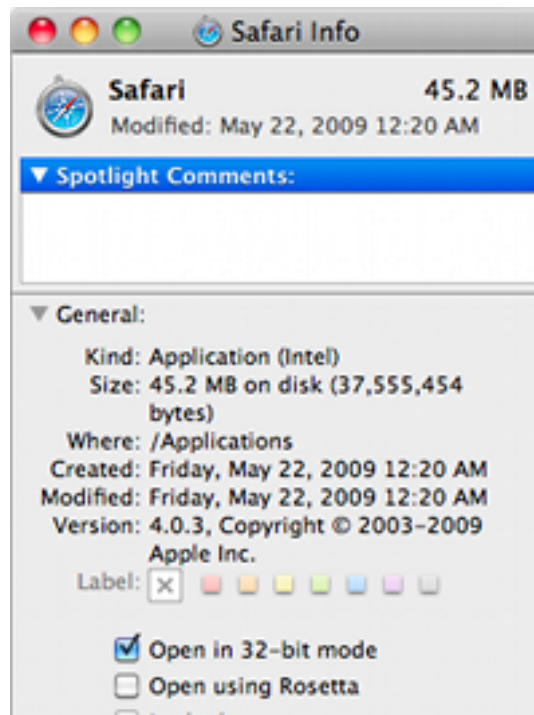 Safari Info
Safari 45.2 MB
Modified: May 22, 2009 12:20 AM
Spotlight Comments:
General:
Kind: Application (Intel)
Size: 45.2 MB on disk (37,555,454
bytes)
Where: /Applications
Created: Friday, May 22, 2009 12:20 AM
Modified: Friday, May 22, 2009 12:20 AM
Version: 4.0.3, Copyright © 2003-2009
Apple Inc.
Label:
Open in 32-bit mode
Open using Rosetta